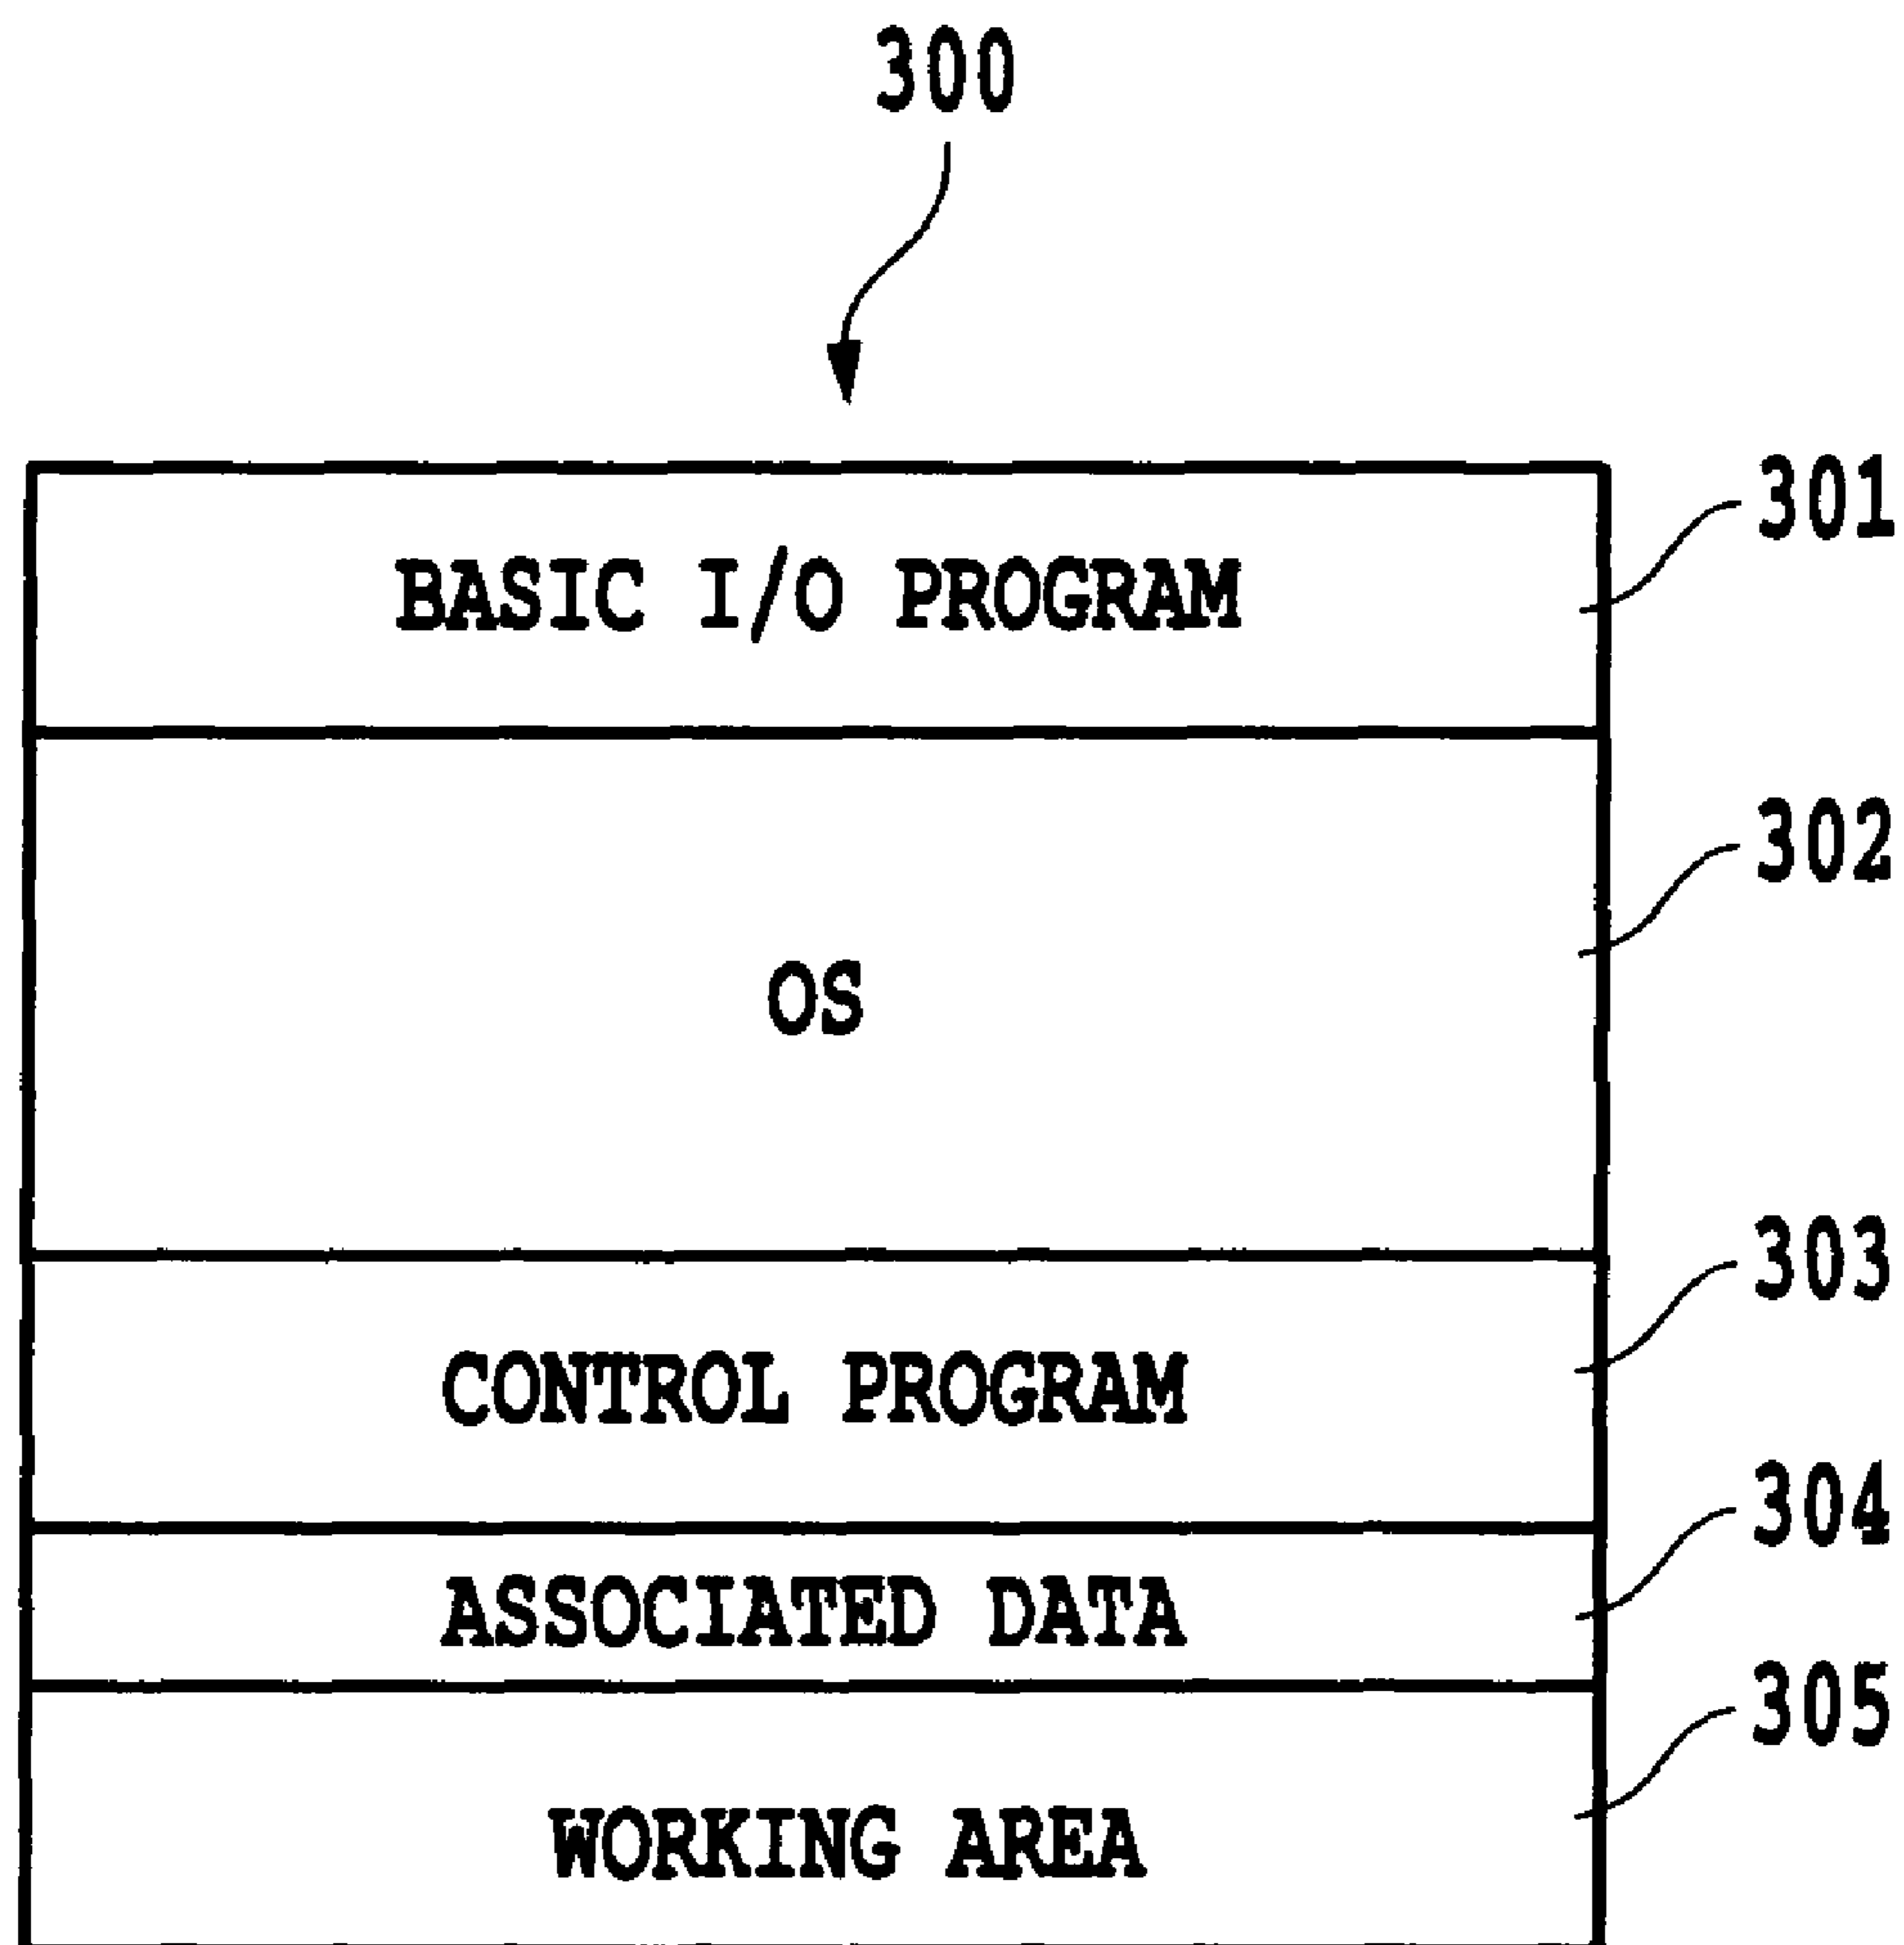 300
BASIC I/O PROGRAM
301
OS
302
CONTROL PROGRAM
303
ASSOCIATED DATA
304
WORKING AREA
305